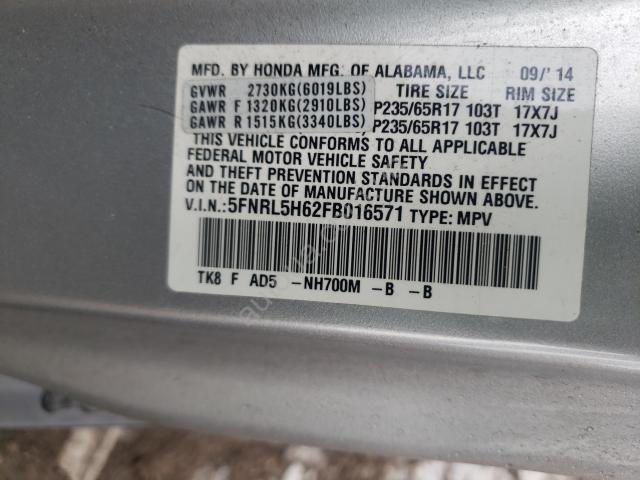 MFD. BY HONDA MFG. OF ALABAMA, LLC 09/'14
GVWR 2730KG(6019LBS) TIRE SIZE RIM SIZE
GAWR F 1320KG(2910LBS) P235/65R17 103T 17X7J
GAWR R 1515KG(3340LBS) P235/65R17 103T 17X7J
THIS VEHICLE CONFORMS TO ALL APPLICABLE
FEDERAL MOTOR VEHICLE SAFETY
AND THEFT PREVENTION STANDARDS IN EFFECT
ON THE DATE OF MANUFACTURE SHOWN ABOVE.
V.I.N.:5FNRL5H62FB016571 TYPE: MPV
TK8 F AD5 -NH700M -B -B